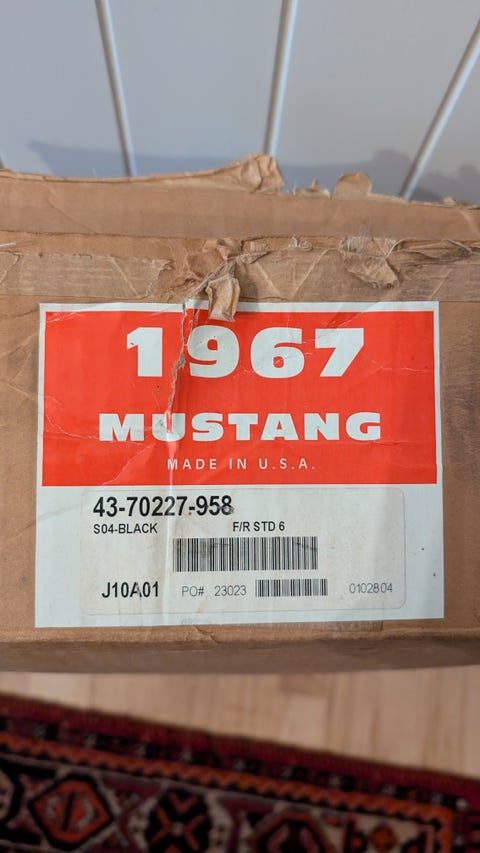 1967
MUSTANG
MADE IN U.S.A.
43-70227-958
S04-BLACK F/R STD 6
J10A01 PO# 23023 0102804